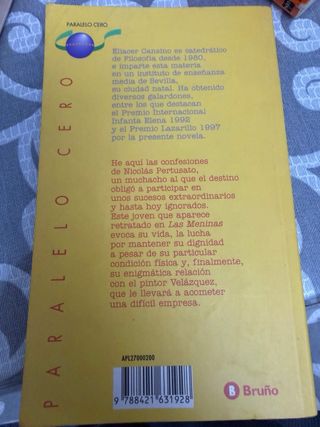 PARALELO CERO
Eliacer Cansino es catedrático
de Filosofía desde 1980,
e imparte esta materia
en un instituto de enseñanza
media de Sevilla,
su ciudad natal. Ha obtenido
diversos galardones,
entre los que destacan
el Premio Internacional
Infanta Elena 1992
y el Premio Lazarillo 1997
por la presente novela.
He aquí las confesiones
de Nicolás Pertusato,
un muchacho al que el destino
obligó a participar en
unos sucesos extraordinarios
y hasta hoy ignorados.
Este joven que aparece
retratado en Las Meninas
evoca su vida, la lucha
por mantener su dignidad
a pesar de su particular
condición física y, finalmente,
su enigmática relación
con el pintor Velázquez,
que le llevará a acometer
una difícil empresa.
PARALELO CERO
APL27000200
9 788421 631928
B Bruño